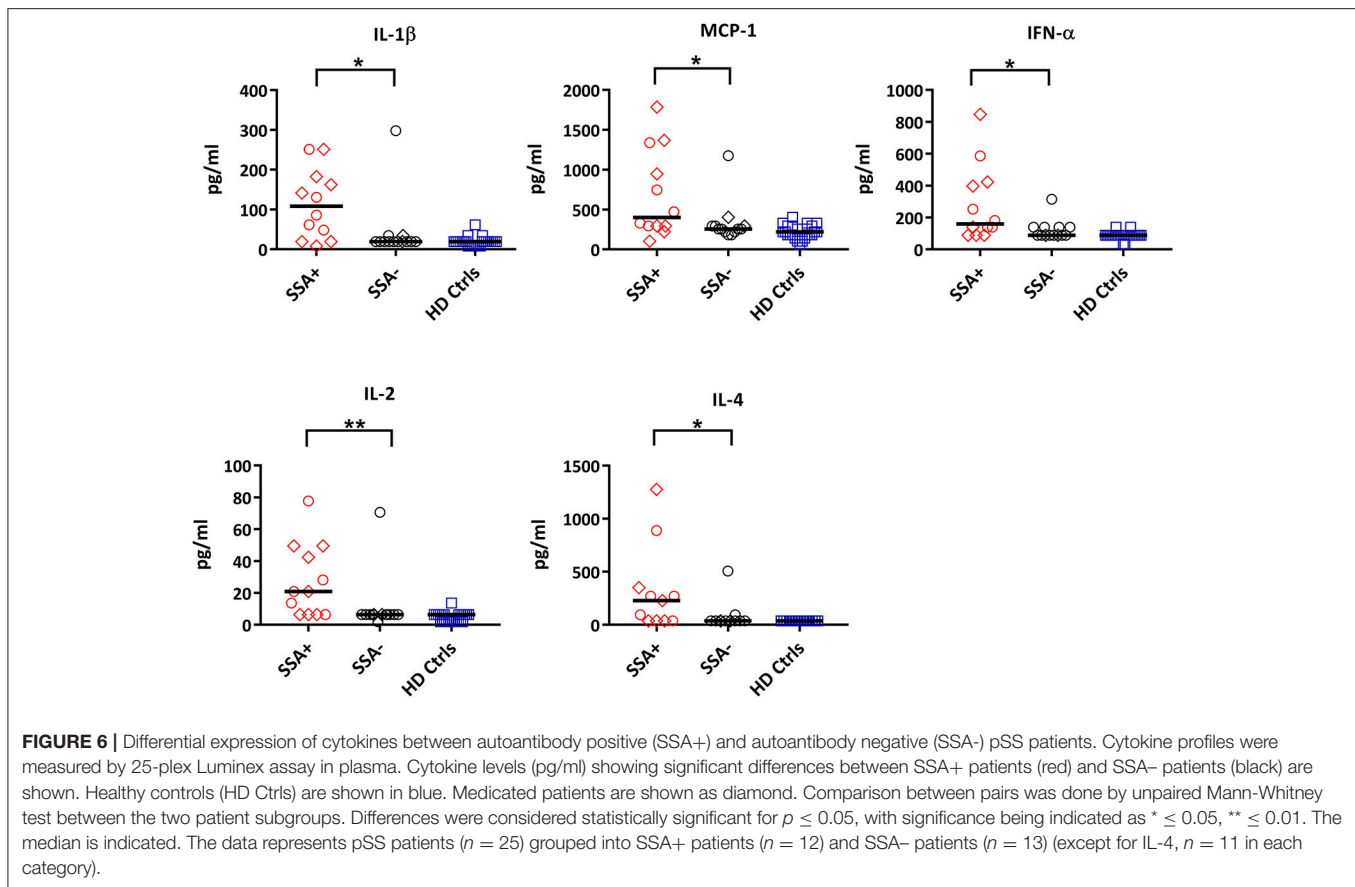 IL-1β
*
pg/ml
400
300
200
100
0
SSA+
SSA-
HD Ctrls
MCP-1
*
pg/ml
2000
1500
1000
500
0
SSA+
SSA-
HD Ctrls
IFN-α
*
pg/ml
1000
800
600
400
200
0
SSA+
SSA-
HD Ctrls
IL-2
**
pg/ml
100
80
60
40
20
0
SSA+
SSA-
HD Ctrls
IL-4
*
pg/ml
1500
1000
500
0
SSA+
SSA-
HD Ctrls
FIGURE 6 | Differential expression of cytokines between autoantibody positive (SSA+) and autoantibody negative (SSA-) pSS patients. Cytokine profiles were
measured by 25-plex Luminex assay in plasma. Cytokine levels (pg/ml) showing significant differences between SSA+ patients (red) and SSA– patients (black) are
shown. Healthy controls (HD Ctrls) are shown in blue. Medicated patients are shown as diamond. Comparison between pairs was done by unpaired Mann-Whitney
test between the two patient subgroups. Differences were considered statistically significant for p ≤ 0.05, with significance being indicated as * ≤ 0.05, ** ≤ 0.01. The
median is indicated. The data represents pSS patients (n = 25) grouped into SSA+ patients (n = 12) and SSA– patients (n = 13) (except for IL-4, n = 11 in each
category).